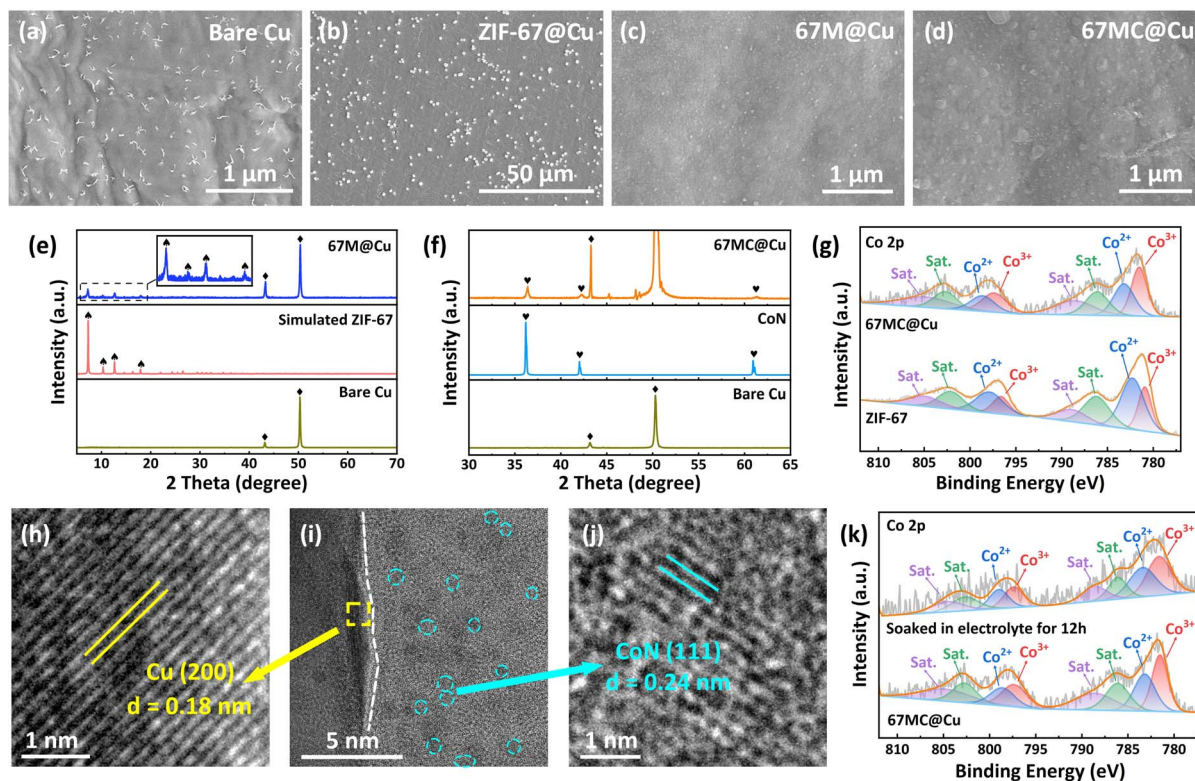 (a) Bare Cu
1 μm
(b) ZIF-67@Cu
50 μm
(c) 67M@Cu
1 μm
(d) 67MC@Cu
1 μm
(e)
67M@Cu
Simulated ZIF-67
Bare Cu
Intensity (a.u.)
10 20 30 40 50 60 70
2 Theta (degree)
(f)
67MC@Cu
CoN
Bare Cu
Intensity (a.u.)
30 35 40 45 50 55 60 65
2 Theta (degree)
(g)
Co 2p
Sat. Sat. Co2+ Co3+ Sat. Sat. Co2+ Co3+
67MC@Cu
Sat. Sat. Co2+ Co3+ Sat. Sat. Co2+ Co3+
ZIF-67
Intensity (a.u.)
810 805 800 795 790 785 780
Binding Energy (eV)
(h)
Cu (200)
d = 0.18 nm
1 nm
(i)
5 nm
(j)
CoN (111)
d = 0.24 nm
1 nm
(k)
Co 2p
Sat. Sat. Co2+ Co3+ Sat. Sat. Co2+ Co3+
Soaked in electrolyte for 12h
Sat. Sat. Co2+ Co3+ Sat. Sat. Co2+ Co3+
67MC@Cu
Intensity (a.u.)
810 805 800 795 790 785 780
Binding Energy (eV)